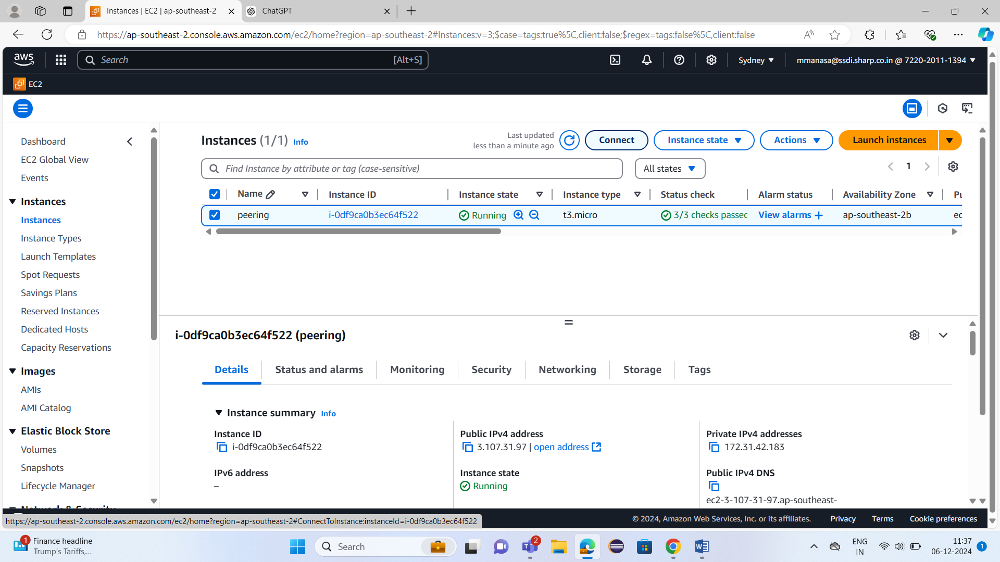 Instances | EC2 | ap-southeast-2
ChatGPT
https://ap-southeast-2.console.aws.amazon.com/ec2/home?region=ap-southeast-2#Instances:v=3;$case=tags:true%5C,client:false;$regex=tags:false%5C,client:false
aws
Search [Alt+S]
Sydney
mmanasa@ssdi.sharp.co.in @ 7220-2011-1394
EC2
Dashboard
EC2 Global View
Events
Instances
Instances
Instance Types
Launch Templates
Spot Requests
Savings Plans
Reserved Instances
Dedicated Hosts
Capacity Reservations
Images
AMIs
AMI Catalog
Elastic Block Store
Volumes
Snapshots
Lifecycle Manager
Network & Security
Instances (1/1) Info
Last updated
less than a minute ago
Connect
Instance state
Actions
Launch instances
Find Instance by attribute or tag (case-sensitive)
All states
1
Name Instance ID Instance state Instance type Status check Alarm status Availability Zone Pu
peering i-0df9ca0b3ec64f522 Running t3.micro 3/3 checks passec View alarms + ap-southeast-2b ec
i-0df9ca0b3ec64f522 (peering)
Details Status and alarms Monitoring Security Networking Storage Tags
Instance summary Info
Instance ID
i-0df9ca0b3ec64f522
Public IPv4 address
3.107.31.97 | open address
Private IPv4 addresses
172.31.42.183
IPv6 address
–
Instance state
Running
Public IPv4 DNS
ec2-3-107-31-97.ap-southeast-
https://ap-southeast-2.console.aws.amazon.com/ec2/home?region=ap-southeast-2#ConnectToInstance:instanceId=i-0df9ca0b3ec64f522
© 2024, Amazon Web Services, Inc. or its affiliates. Privacy Terms Cookie preferences
1
Finance headline
Trump's Tariffs,...
Search
2
ENG
IN
11:37
06-12-2024
1